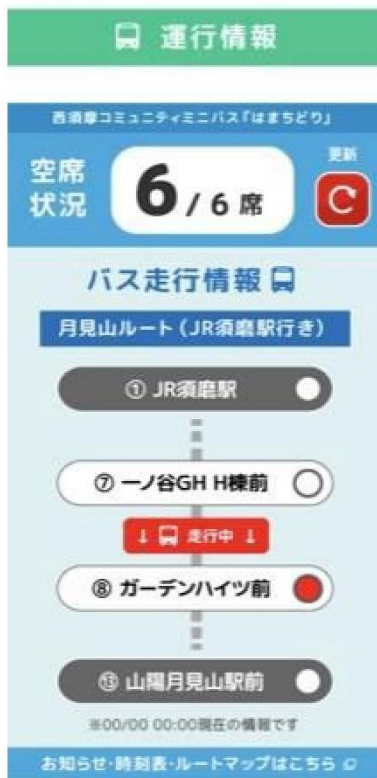 運行情報
西須磨コミュニティミニバス「はまちどり」
空席
状況
6/6席
更新
バス走行情報
月見山ルート(JR須磨駅行き)
① JR須磨駅
⑦ 一ノ谷GH H棟前
↓ 走行中 ↓
⑧ ガーデンハイツ前
⑬ 山陽月見山駅前
※00/00 00:00現在の情報です
お知らせ・時刻表・ルートマップはこちら